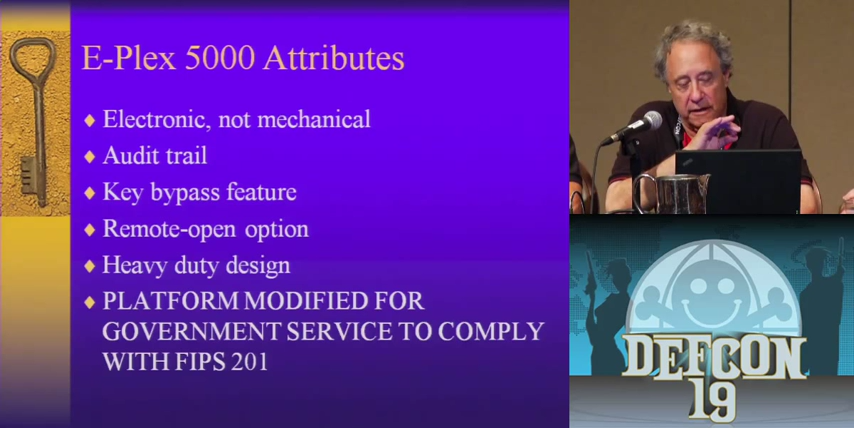 E-Plex 5000 Attributes
Electronic, not mechanical
Audit trail
Key bypass feature
Remote-open option
Heavy duty design
PLATFORM MODIFIED FOR
GOVERNMENT SERVICE TO COMPLY
WITH FIPS 201
DEFCON
19